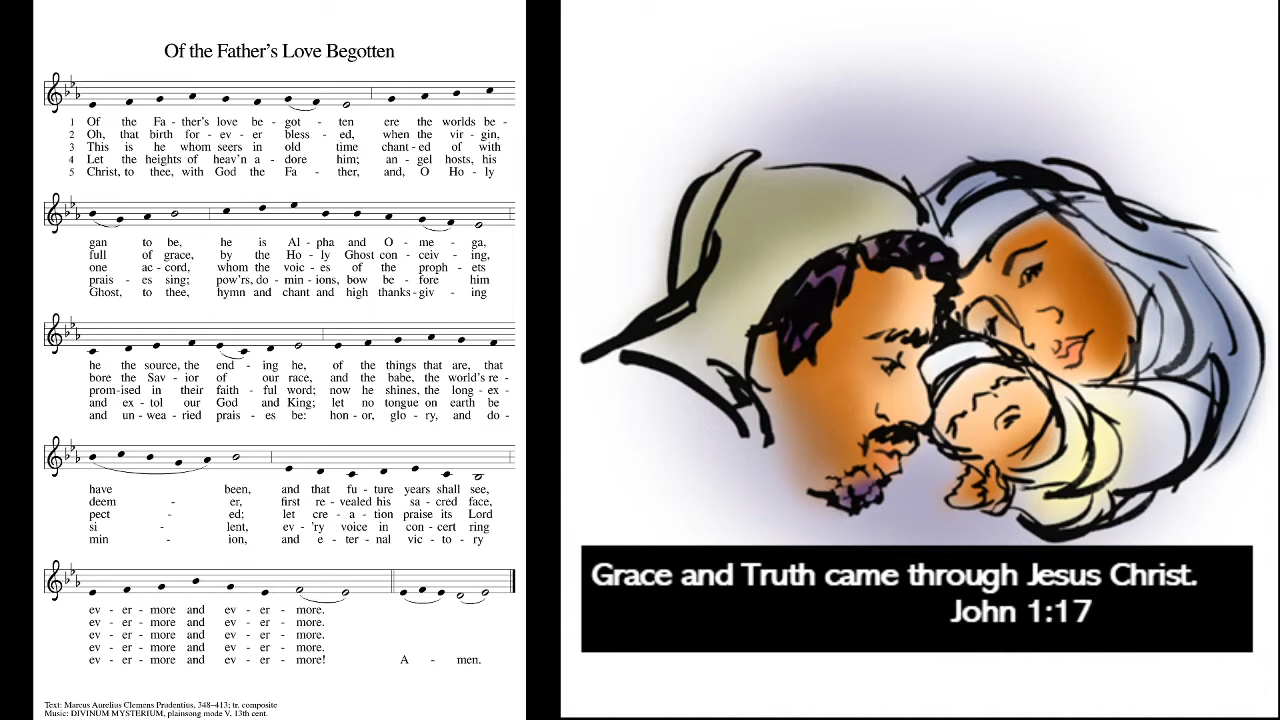 Of the Father's Love Begotten
1 Of the Fa - ther's love be - got - ten ere the worlds be -
2 Oh, that birth for - ev - er bless - ed, when the vir - gin,
3 This is he whom seers in old time chant - ed of with
4 Let the heights of heav'n a - dore him; an - gel hosts, his
5 Christ, to thee, with God the Fa - ther, and, O Ho - ly
gan to be, he is Al - pha and O - me - ga,
full of grace, by the Ho - ly Ghost con - ceiv - ing,
one ac - cord, whom the voic - es of the proph - ets
prais - es sing; pow'rs, do - min - ions, bow be - fore him
Ghost, to thee, hymn and chant and high thanks - giv - ing
he the source, the end - ing he, of the things that are, that
bore the Sav - ior of our race, and the babe, the world's re -
prom - ised in their faith - ful word; now he shines, the long - ex -
and ex - tol our God and King; let no tongue on earth be
and un - wea - ried prais - es be: hon - or, glo - ry, and do -
have been, and that fu - ture years shall see,
deem - er, first re - vealed his sa - cred face,
pect - ed; let cre - a - tion praise its Lord
si - lent, ev - 'ry voice in con - cert ring
min - ion, and e - ter - nal vic - to - ry
ev - er - more and ev - er - more.
ev - er - more and ev - er - more.
ev - er - more and ev - er - more.
ev - er - more and ev - er - more.
ev - er - more and ev - er - more! A - men.
Text: Marcus Aurelius Clemens Prudentius, 348–413; tr. composite
Music: DIVINUM MYSTERIUM, plainsong mode V, 13th cent.
Grace and Truth came through Jesus Christ.
John 1:17